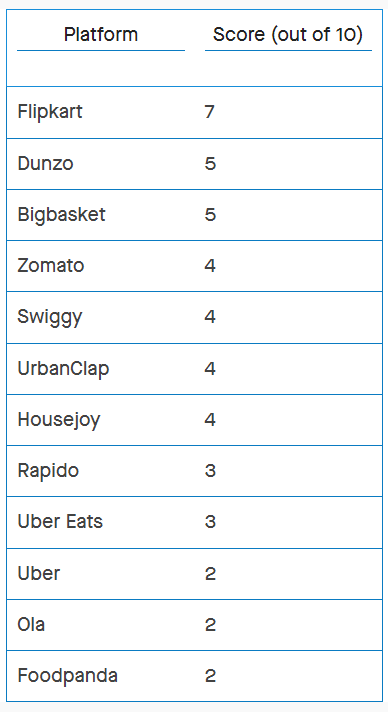 Platform Score (out of 10)
Flipkart 7
Dunzo 5
Bigbasket 5
Zomato 4
Swiggy 4
UrbanClap 4
Housejoy 4
Rapido 3
Uber Eats 3
Uber 2
Ola 2
Foodpanda 2